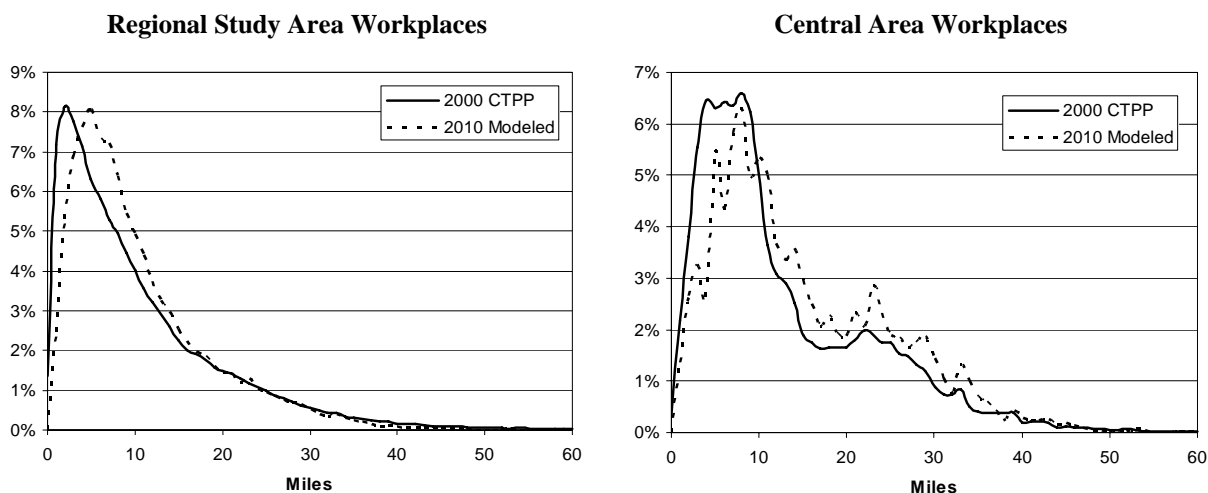 Regional Study Area Workplaces
9%
8%
7%
6%
5%
4%
3%
2%
1%
0%
2000 CTPP
2010 Modeled
0 10 20 30 40 50 60
Miles
Central Area Workplaces
7%
6%
5%
4%
3%
2%
1%
0%
2000 CTPP
2010 Modeled
0 10 20 30 40 50 60
Miles